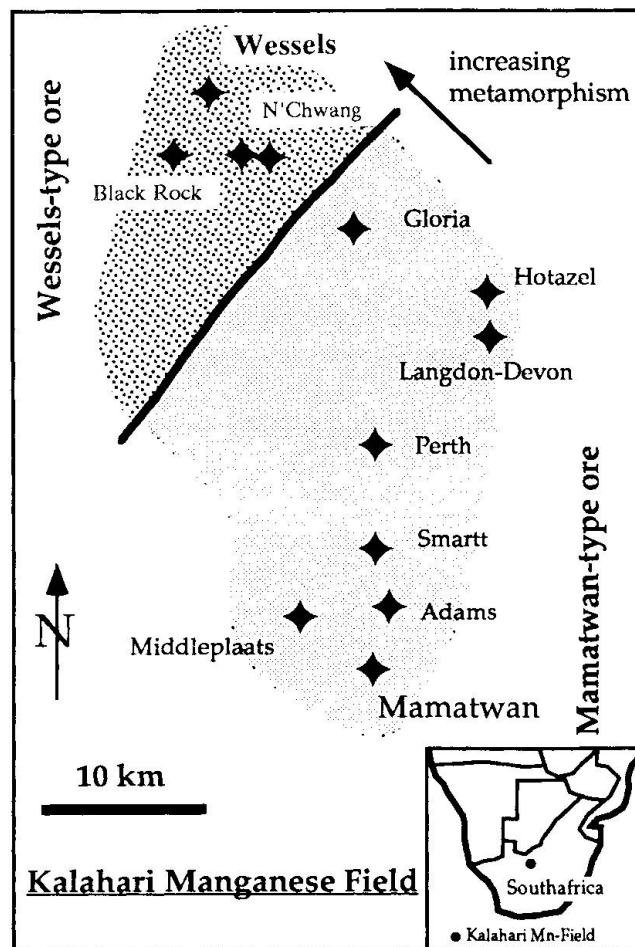 Wessels
increasing
metamorphism
N'Chwang
Black Rock
Wessels-type ore
Gloria
Hotazel
Langdon-Devon
Perth
Smartt
Adams
Middleplaats
Mamatwan
Mamatwan-type ore
N
10 km
Kalahari Manganese Field
Southafrica
Kalahari Mn-Field